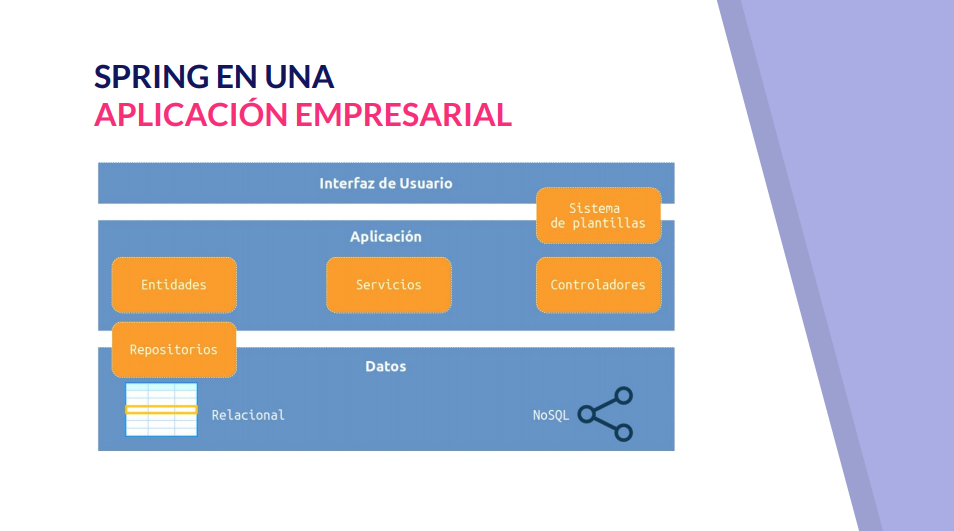 SPRING EN UNA
APLICACIÓN EMPRESARIAL
Interfaz de Usuario
Sistema
de plantillas
Aplicación
Entidades
Servicios
Controladores
Repositorios
Datos
Relacional
NoSQL